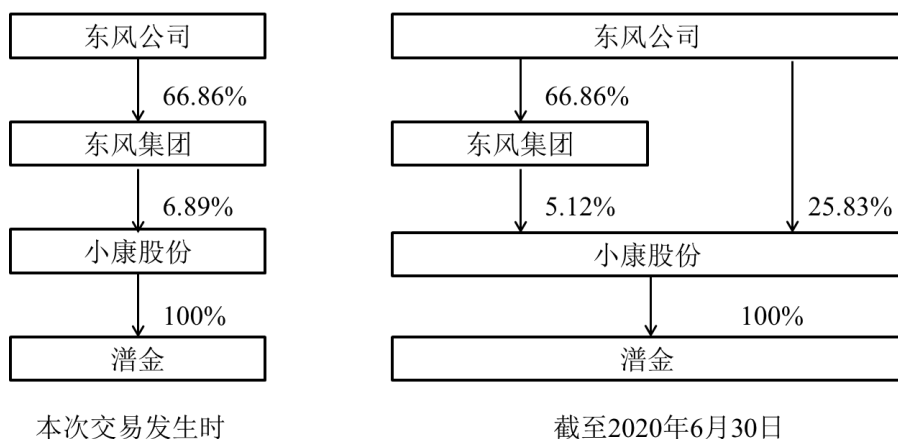 东风公司
66.86%
东风集团
6.89%
小康股份
100%
潽金
本次交易发生时
东风公司
66.86%
东风集团
5.12%
25.83%
小康股份
100%
潽金
截至2020年6月30日